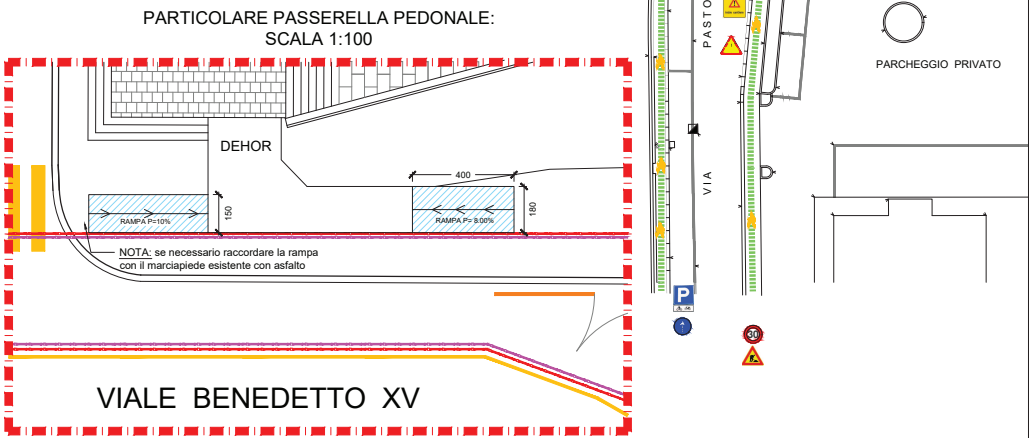 PARTICOLARE PASSERELLA PEDONALE:
SCALA 1:100
DEHOR
400
150
180
RAMPA P=10%
RAMPA P= 8.00%
NOTA: se necessario raccordare la rampa
con il marciapiede esistente con asfalto
VIALE BENEDETTO XV
VIA PASTO
PARCHEGGIO PRIVATO
P
30